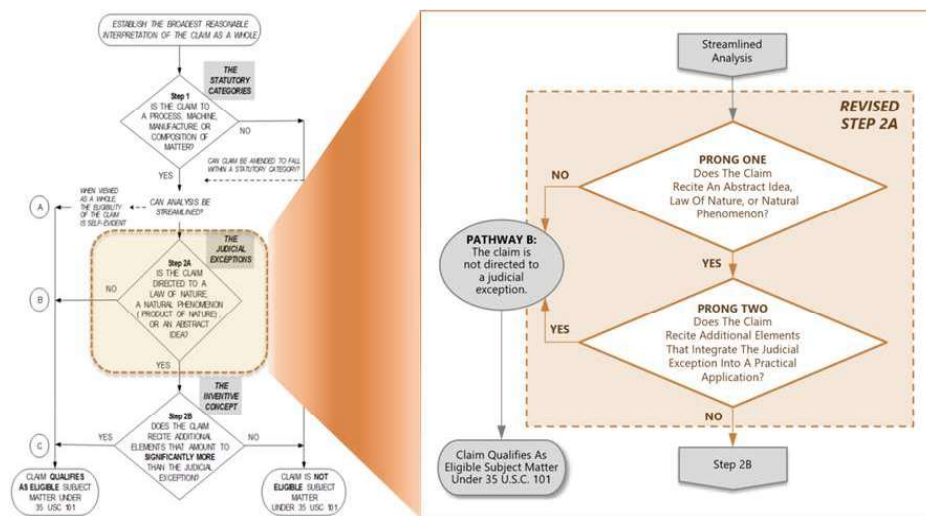 ESTABLISH THE BROADEST REASONABLE
INTERPRETATION OF THE CLAIM AS A WHOLE
THE
STATUTORY
CATEGORIES
Step 1
IS THE CLAIM TO
A PROCESS, MACHINE,
MANUFACTURE OR
COMPOSITION OF
MATTER?
NO
YES
CAN CLAIM BE AMENDED TO FALL
WITHIN A STATUTORY CATEGORY?
WHEN VIEWED
AS A WHOLE,
THE ELIGIBILITY
OF THE CLAIM
IS SELF-EVIDENT
A
CAN ANALYSIS BE
STREAMLINED?
THE
JUDICIAL
EXCEPTIONS
Step 2A
IS THE CLAIM
DIRECTED TO A
LAW OF NATURE,
A NATURAL PHENOMENON
(PRODUCT OF NATURE),
OR AN ABSTRACT
IDEA?
NO
B
YES
THE
INVENTIVE
CONCEPT
Step 2B
DOES THE CLAIM
RECITE ADDITIONAL
ELEMENTS THAT AMOUNT TO
SIGNIFICANTLY MORE
THAN THE JUDICIAL
EXCEPTION?
YES
NO
C
CLAIM QUALIFIES
AS ELIGIBLE SUBJECT
MATTER UNDER
35 USC 101
CLAIM IS NOT
ELIGIBLE SUBJECT
MATTER
UNDER 35 USC 101
Streamlined
Analysis
REVISED
STEP 2A
PRONG ONE
Does The Claim
Recite An Abstract Idea,
Law Of Nature, or Natural
Phenomenon?
NO
YES
PATHWAY B:
The claim is
not directed to
a judicial
exception.
PRONG TWO
Does The Claim
Recite Additional Elements
That Integrate The Judicial
Exception Into A Practical
Application?
YES
NO
Claim Qualifies As
Eligible Subject Matter
Under 35 U.S.C. 101
Step 2B